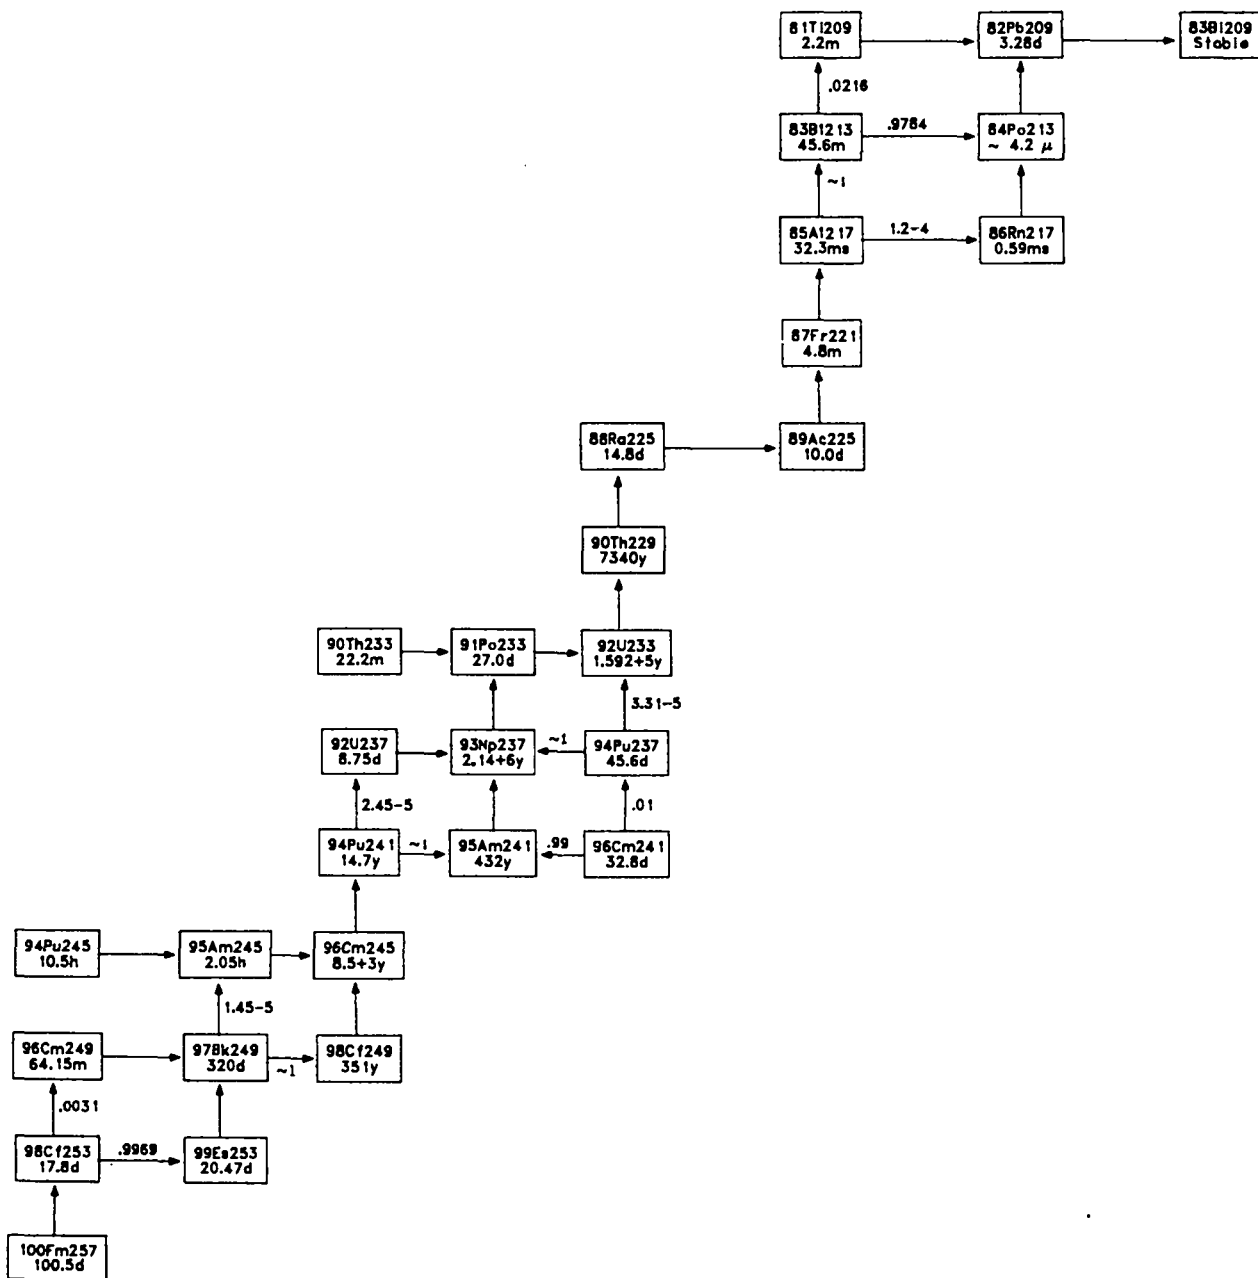 81Tl209
2.2m
82Pb209
3.28d
83Bi209
Stable
.0216
83Bi213
45.6m
.9784
84Po213
~ 4.2 μ
~1
85At217
32.3ms
1.2-4
86Rn217
0.59ms
87Fr221
4.8m
88Ra225
14.8d
89Ac225
10.0d
90Th229
7340y
90Th233
22.2m
91Pa233
27.0d
92U233
1.592+5y
3.31-5
92U237
6.75d
93Np237
2.14+6y
~1
94Pu237
45.6d
2.45-5
.01
94Pu241
14.7y
~1
95Am241
432y
.99
96Cm241
32.8d
94Pu245
10.5h
95Am245
2.05h
96Cm245
8.5+3y
1.45-5
96Cm249
64.15m
97Bk249
320d
~1
98Cf249
351y
.0031
98Cf253
17.8d
.9969
99Es253
20.47d
100Fm257
100.5d